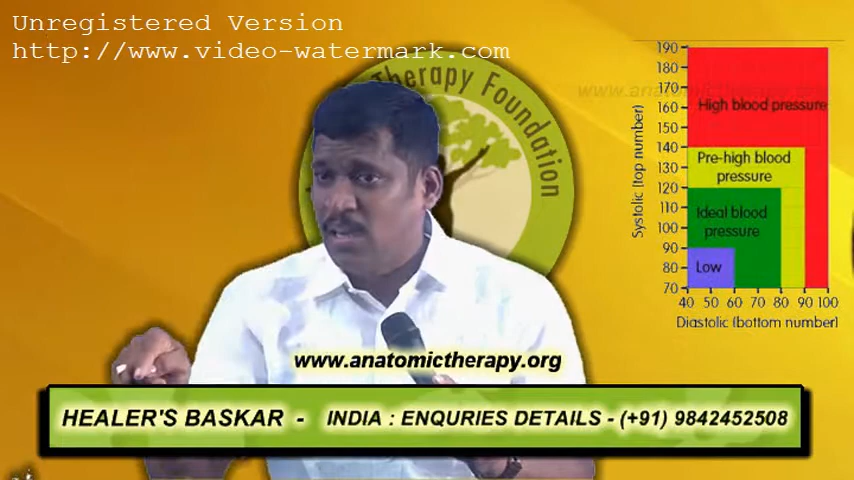 Unregistered Version
http://www.video-watermark.com
Therapy Foundation
www.anatomictherapy.org
190
180
170
160
150
140
130
120
110
100
90
80
70
Systolic (top number)
High blood pressure
Pre-high blood
pressure
Ideal blood
pressure
Low
40 50 60 70 80 90 100
Diastolic (bottom number)
www.anatomictherapy.org
HEALER'S BASKAR - INDIA : ENQURIES DETAILS - (+91) 9842452508